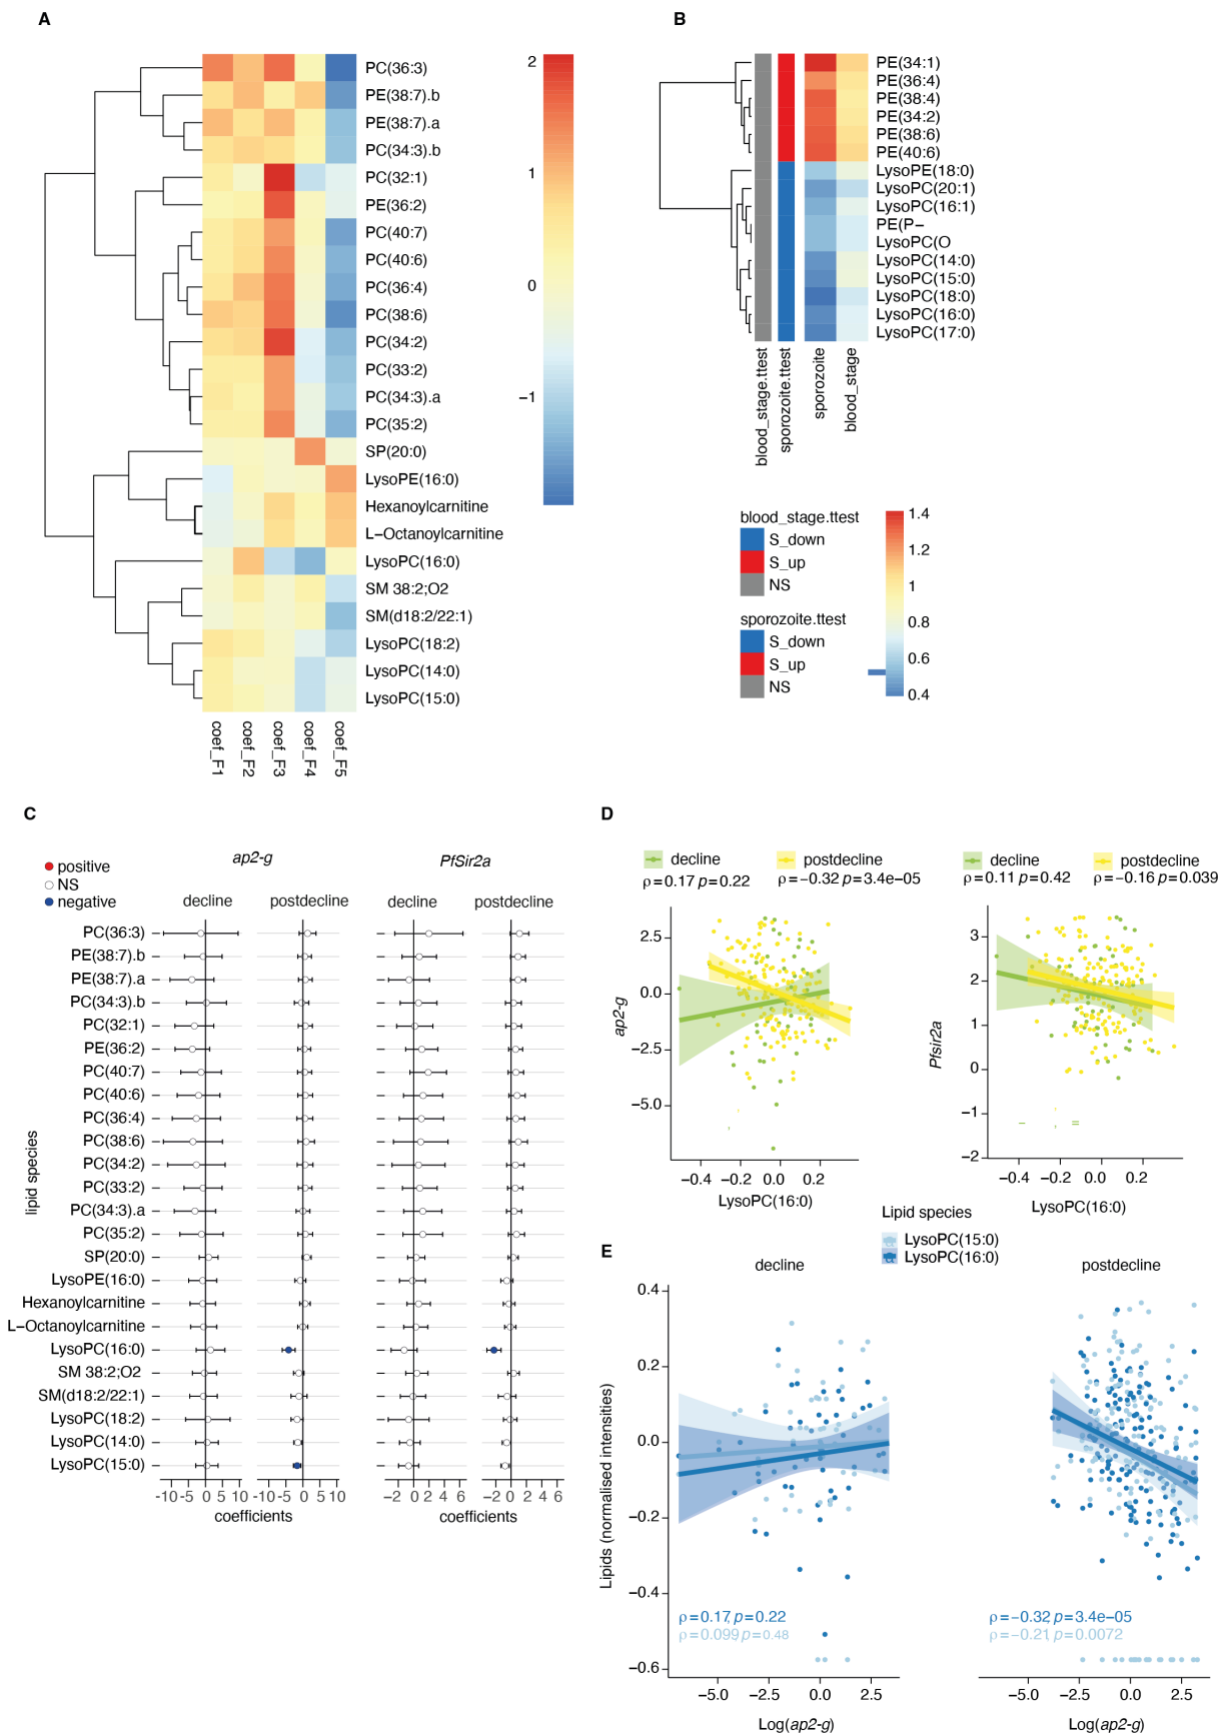 A
PC(36:3)
PE(38:7).b
PE(38:7).a
PC(34:3).b
PC(32:1)
PE(36:2)
PC(40:7)
PC(40:6)
PC(36:4)
PC(38:6)
PC(34:2)
PC(33:2)
PC(34:3).a
PC(35:2)
SP(20:0)
LysoPE(16:0)
Hexanoylcarnitine
L−Octanoylcarnitine
LysoPC(16:0)
SM 38:2;O2
SM(d18:2/22:1)
LysoPC(18:2)
LysoPC(14:0)
LysoPC(15:0)
coef_F1
coef_F2
coef_F3
coef_F4
coef_F5
2
1
0
−1
B
PE(34:1)
PE(36:4)
PE(38:4)
PE(34:2)
PE(38:6)
PE(40:6)
LysoPE(18:0)
LysoPC(20:1)
LysoPC(16:1)
PE(P−
LysoPC(O
LysoPC(14:0)
LysoPC(15:0)
LysoPC(18:0)
LysoPC(16:0)
LysoPC(17:0)
blood_stage.ttest
sporozoite.ttest
sporozoite
blood_stage
blood_stage.ttest
S_down
S_up
NS
sporozoite.ttest
S_down
S_up
NS
1.4
1.2
1
0.8
0.6
0.4
C
positive
NS
negative
ap2-g
PfSir2a
decline
postdecline
decline
postdecline
lipid species
PC(36:3)
PE(38:7).b
PE(38:7).a
PC(34:3).b
PC(32:1)
PE(36:2)
PC(40:7)
PC(40:6)
PC(36:4)
PC(38:6)
PC(34:2)
PC(33:2)
PC(34:3).a
PC(35:2)
SP(20:0)
LysoPE(16:0)
Hexanoylcarnitine
L−Octanoylcarnitine
LysoPC(16:0)
SM 38:2;O2
SM(d18:2/22:1)
LysoPC(18:2)
LysoPC(14:0)
LysoPC(15:0)
-10 -5 0 5 10
-10 -5 0 5 10
−2 0 2 4 6
−2 0 2 4 6
coefficients
coefficients
D
decline
postdecline
ρ=0.17 p=0.22
ρ=−0.32 p=3.4e−05
ap2-g
2.5
0.0
−2.5
−5.0
−0.4 −0.2 0.0 0.2
LysoPC(16:0)
decline
postdecline
ρ=0.11 p=0.42
ρ=−0.16 p=0.039
Pfsir2a
3
2
1
0
−1
−2
−0.4 −0.2 0.0 0.2
LysoPC(16:0)
E
Lipid species
LysoPC(15:0)
LysoPC(16:0)
decline
postdecline
Lipids (normalised intensities)
0.4
0.2
0.0
−0.2
−0.4
−0.6
ρ=0.17, p=0.22
ρ=0.099, p=0.48
ρ=−0.32, p=3.4e−05
ρ=−0.21, p=0.0072
−5.0 −2.5 0.0 2.5
−5.0 −2.5 0.0 2.5
Log(ap2-g)
Log(ap2-g)